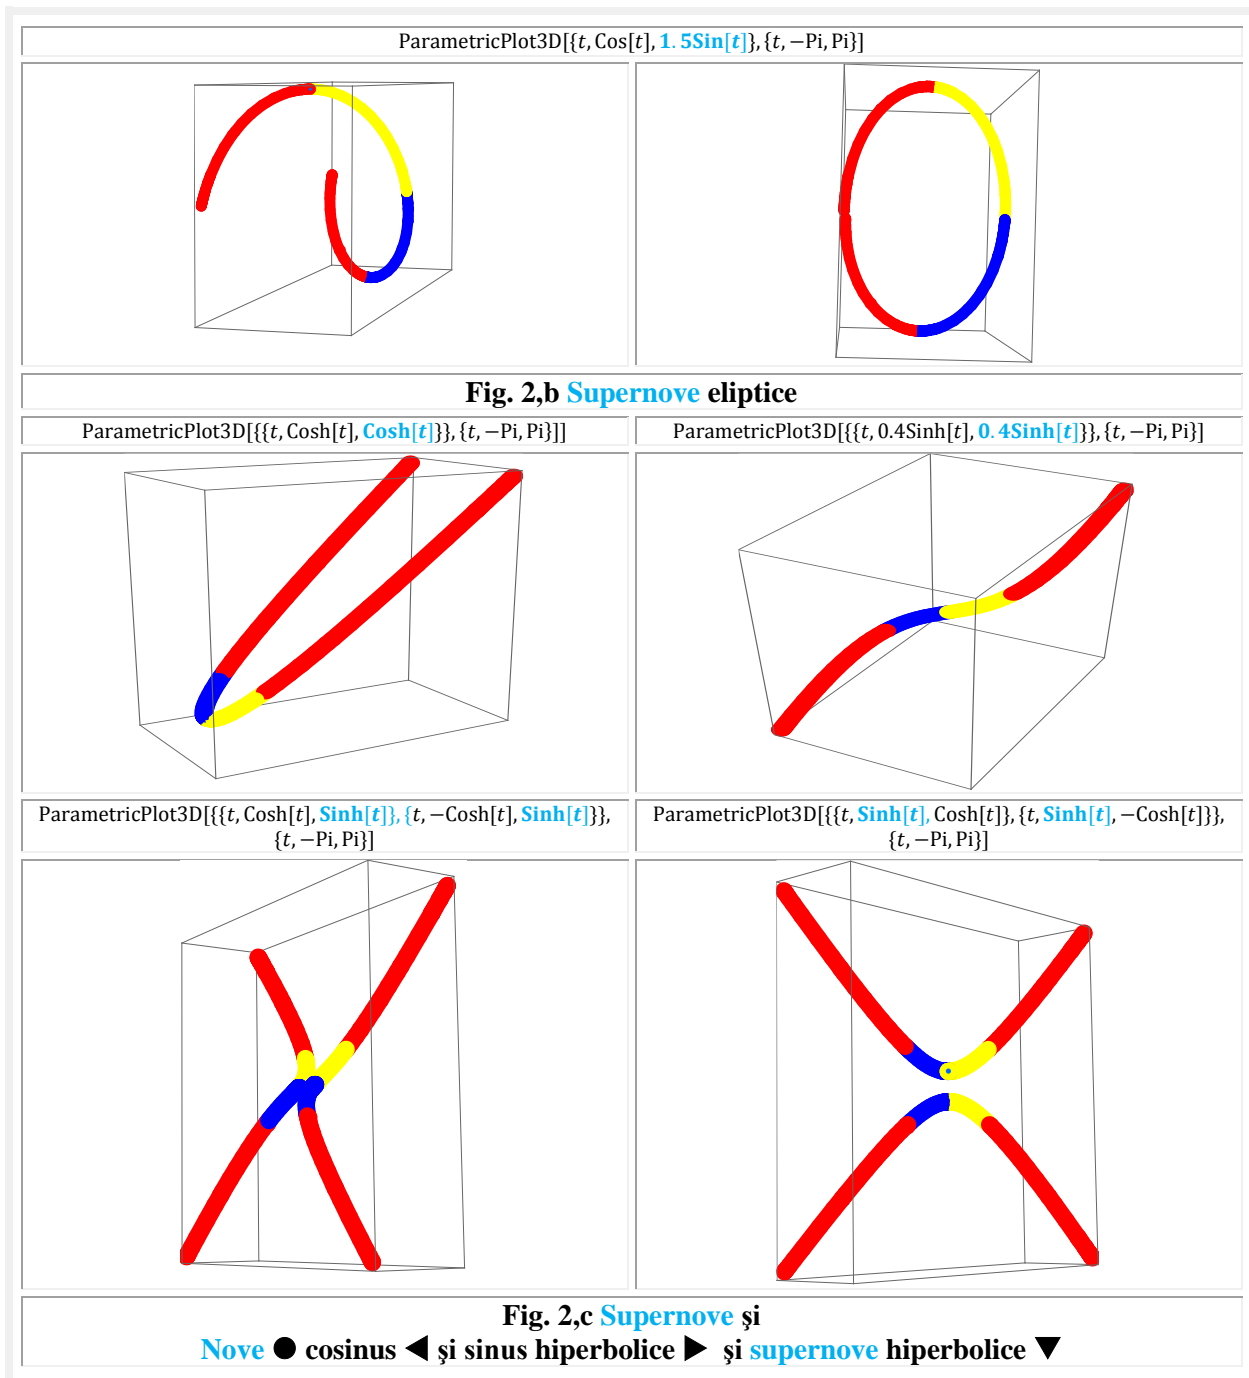 ParametricPlot3D[{t, Cos[t], 1.5Sin[t]}, {t, −Pi, Pi}]
Fig. 2,b Supernove eliptice
ParametricPlot3D[{{t, Cosh[t], Cosh[t]}}, {t, −Pi, Pi}]]
ParametricPlot3D[{{t, 0.4Sinh[t], 0.4Sinh[t]}}, {t, −Pi, Pi}]
ParametricPlot3D[{{t, Cosh[t], Sinh[t]}, {t, −Cosh[t], Sinh[t]}},
{t, −Pi, Pi}]
ParametricPlot3D[{{t, Sinh[t], Cosh[t]}, {t, Sinh[t], −Cosh[t]}},
{t, −Pi, Pi}]
Fig. 2,c Supernove şi
Nove ● cosinus ◀ şi sinus hiperbolice ▶ şi supernove hiperbolice ▼